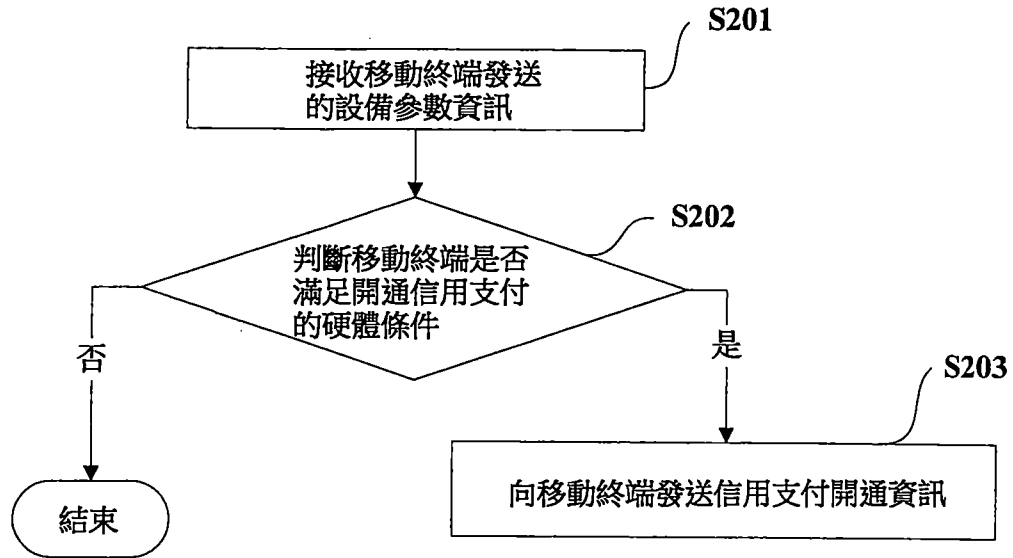 S201
接收移動終端發送
的設備參數資訊
S202
判斷移動終端是否
滿足開通信用支付
的硬體條件
否
是
S203
向移動終端發送信用支付開通資訊
結束